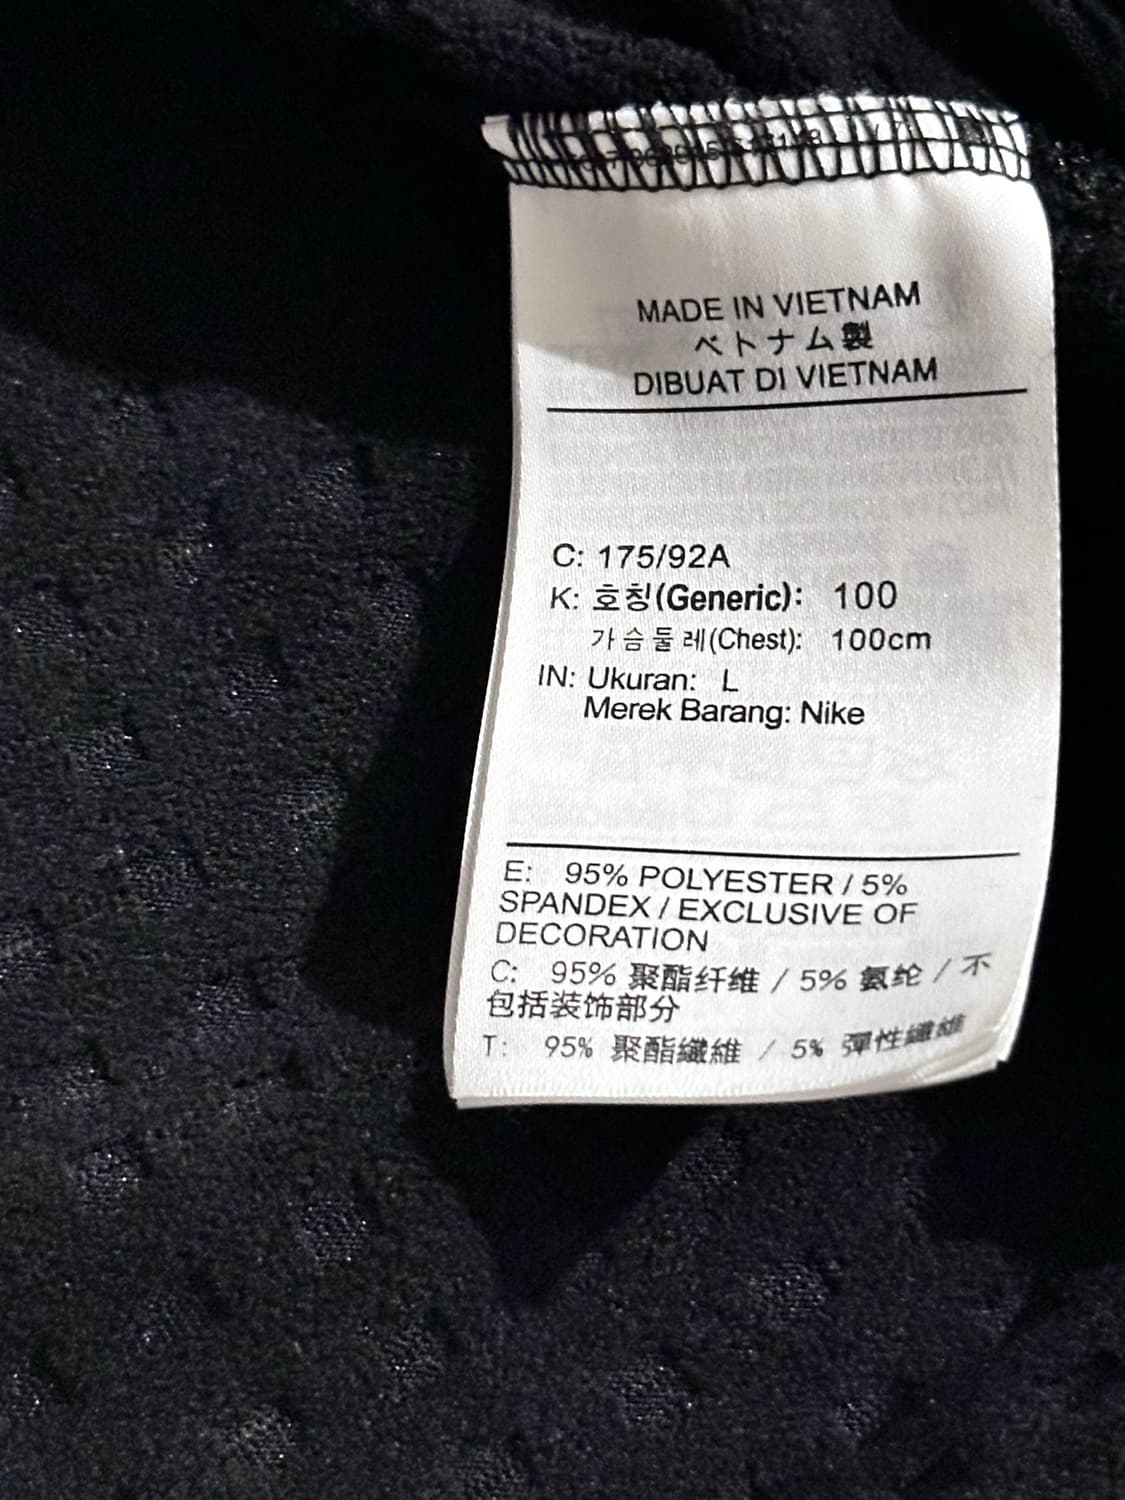 MADE IN VIETNAM
ベトナム製
DIBUAT DI VIETNAM
C: 175/92A
K: 호칭(Generic): 100
가슴둘레(Chest): 100cm
IN: Ukuran: L
Merek Barang: Nike
E: 95% POLYESTER / 5%
SPANDEX / EXCLUSIVE OF
DECORATION
C: 95% 聚酯纤维 / 5% 氨纶 / 不
包括装饰部分
T: 95% 聚酯纖維 / 5% 彈性纖維